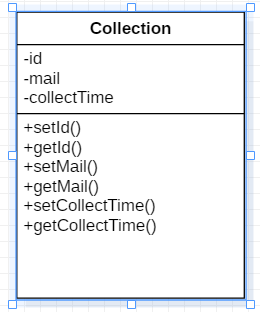 Collection
-id
-mail
-collectTime
+setId()
+getId()
+setMail()
+getMail()
+setCollectTime()
+getCollectTime()